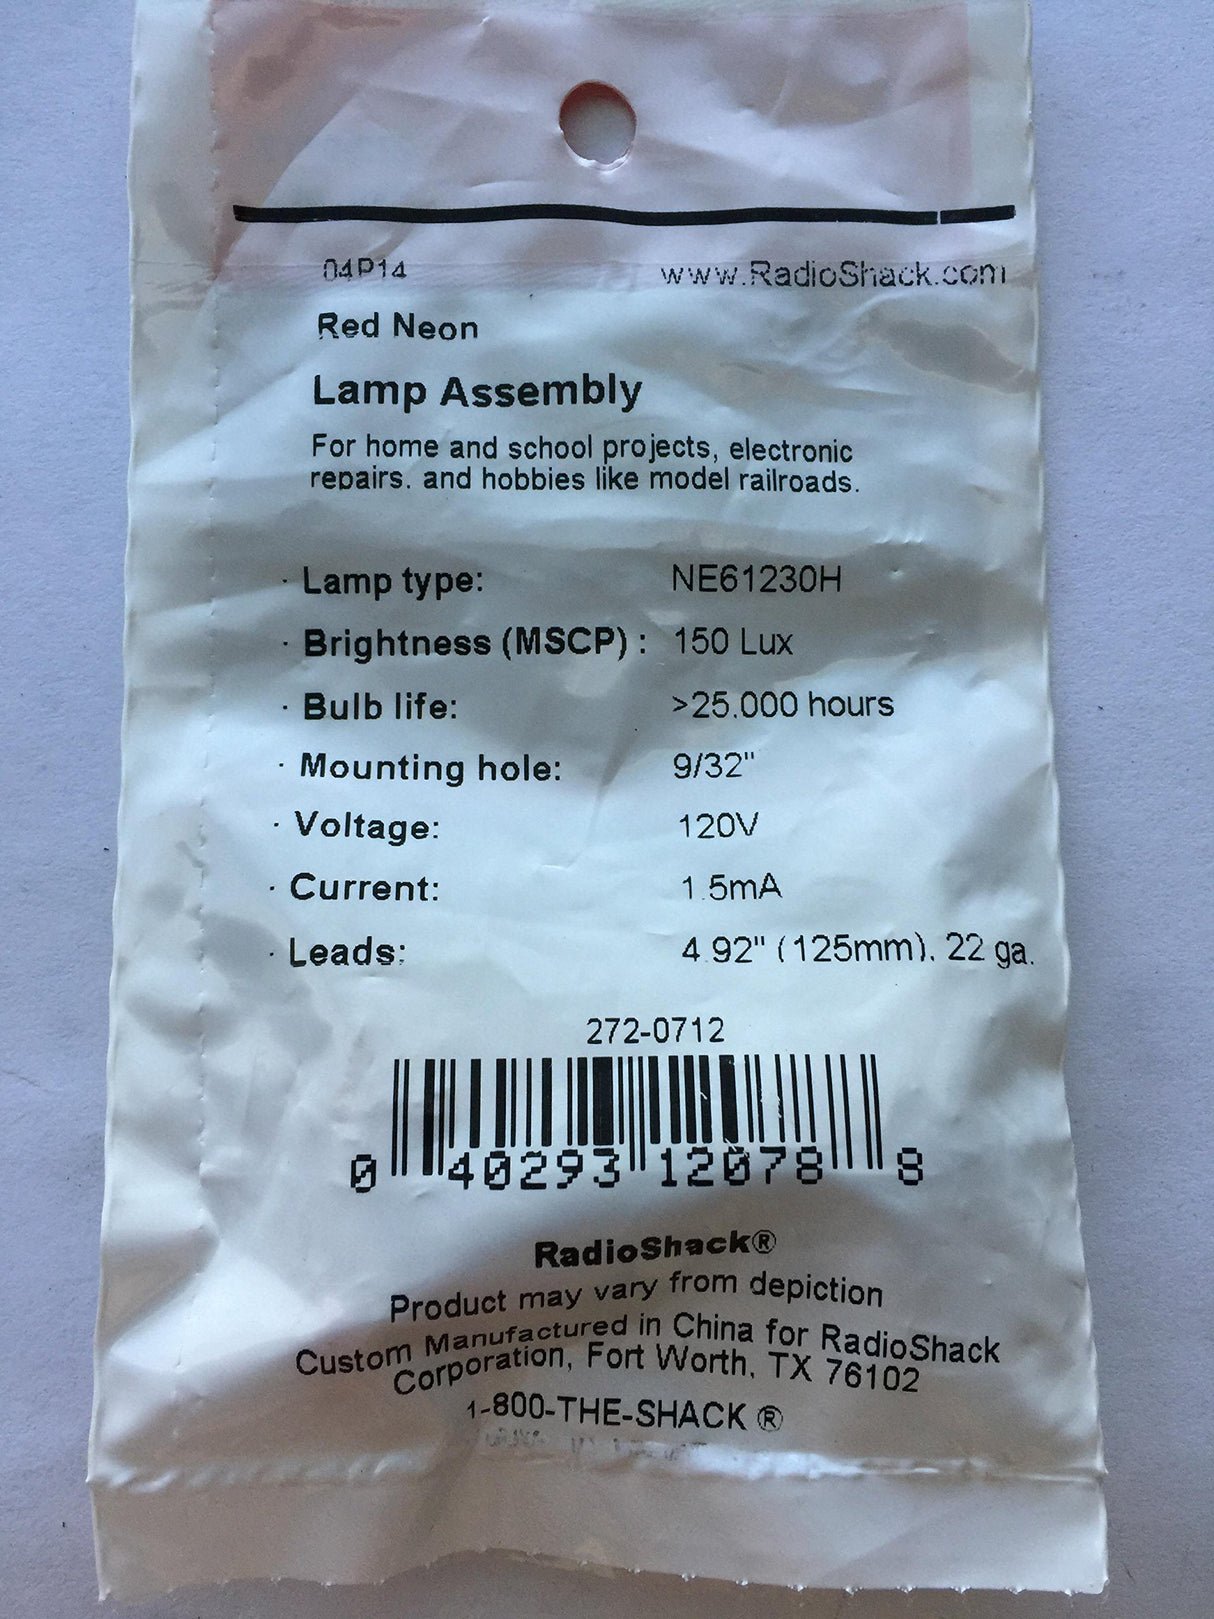 04P14 www.RadioShack.com
Red Neon
Lamp Assembly
For home and school projects, electronic
repairs. and hobbies like model railroads.
· Lamp type: NE61230H
· Brightness (MSCP) : 150 Lux
· Bulb life: >25.000 hours
· Mounting hole: 9/32"
· Voltage: 120V
· Current: 1.5mA
· Leads: 4.92" (125mm). 22 ga.
272-0712
0 40293 12078 8
RadioShack®
Product may vary from depiction
Custom Manufactured in China for RadioShack
Corporation, Fort Worth, TX 76102
1-800-THE-SHACK ®